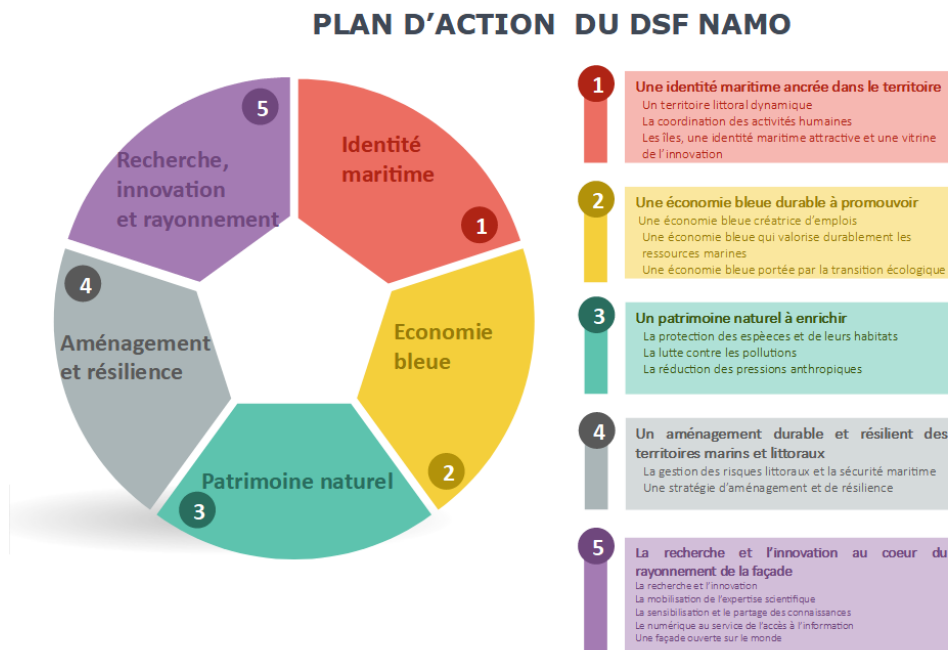 PLAN D’ACTION DU DSF NAMO
5
Recherche,
innovation
et rayonnement
Identité
maritime
1
4
Aménagement
et résilience
Economie
bleue
2
Patrimoine naturel
3
1
Une identité maritime ancrée dans le territoire
Un territoire littoral dynamique
La coordination des activités humaines
Les îles, une identité maritime attractive et une vitrine
de l’innovation
2
Une économie bleue durable à promouvoir
Une économie bleue créatrice d’emplois
Une économie bleue qui valorise durablement les
ressources marines
Une économie bleue portée par la transition écologique
3
Un patrimoine naturel à enrichir
La protection des espèeces et de leurs habitats
La lutte contre les pollutions
La réduction des pressions anthropiques
4
Un aménagement durable et résilient des
territoires marins et littoraux
La gestion des risques littoraux et la sécurité maritime
Une stratégie d’aménagement et de résilience
5
La recherche et l’innovation au coeur du
rayonnement de la façade
La recherche et l’innovation
La mobilisation de l’expertise scientifique
La sensibilisation et le partage des connaissances
Le numérique au service de l’accès à l’information
Une façade ouverte sur le monde